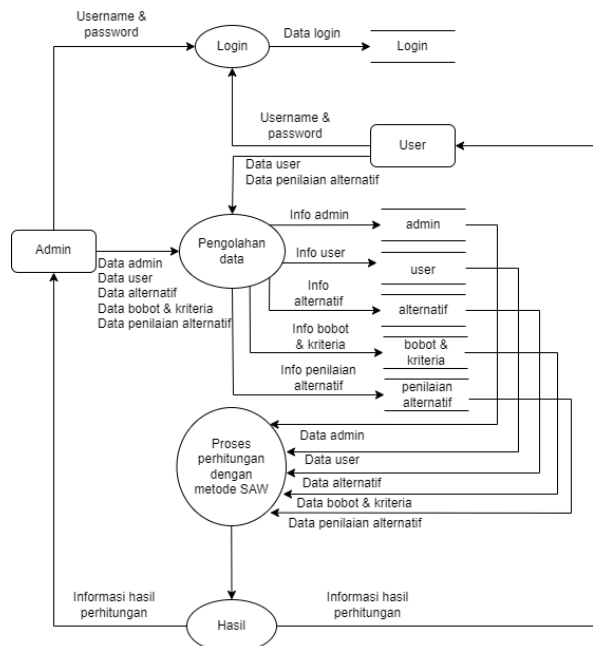 Username &
password
Login
Data login
Login
Username &
password
User
Data user
Data penilaian alternatif
Info admin
admin
Admin
Pengolahan
data
Data admin
Data user
Data alternatif
Data bobot & kriteria
Data penilaian alternatif
Info user
user
Info
alternatif
alternatif
Info bobot
& kriteria
bobot &
kriteria
Info penilaian
alternatif
penilaian
alternatif
Proses
perhitungan
dengan
metode SAW
Data admin
Data user
Data alternatif
Data bobot & kriteria
Data penilaian alternatif
Informasi hasil
perhitungan
Hasil
Informasi hasil
perhitungan